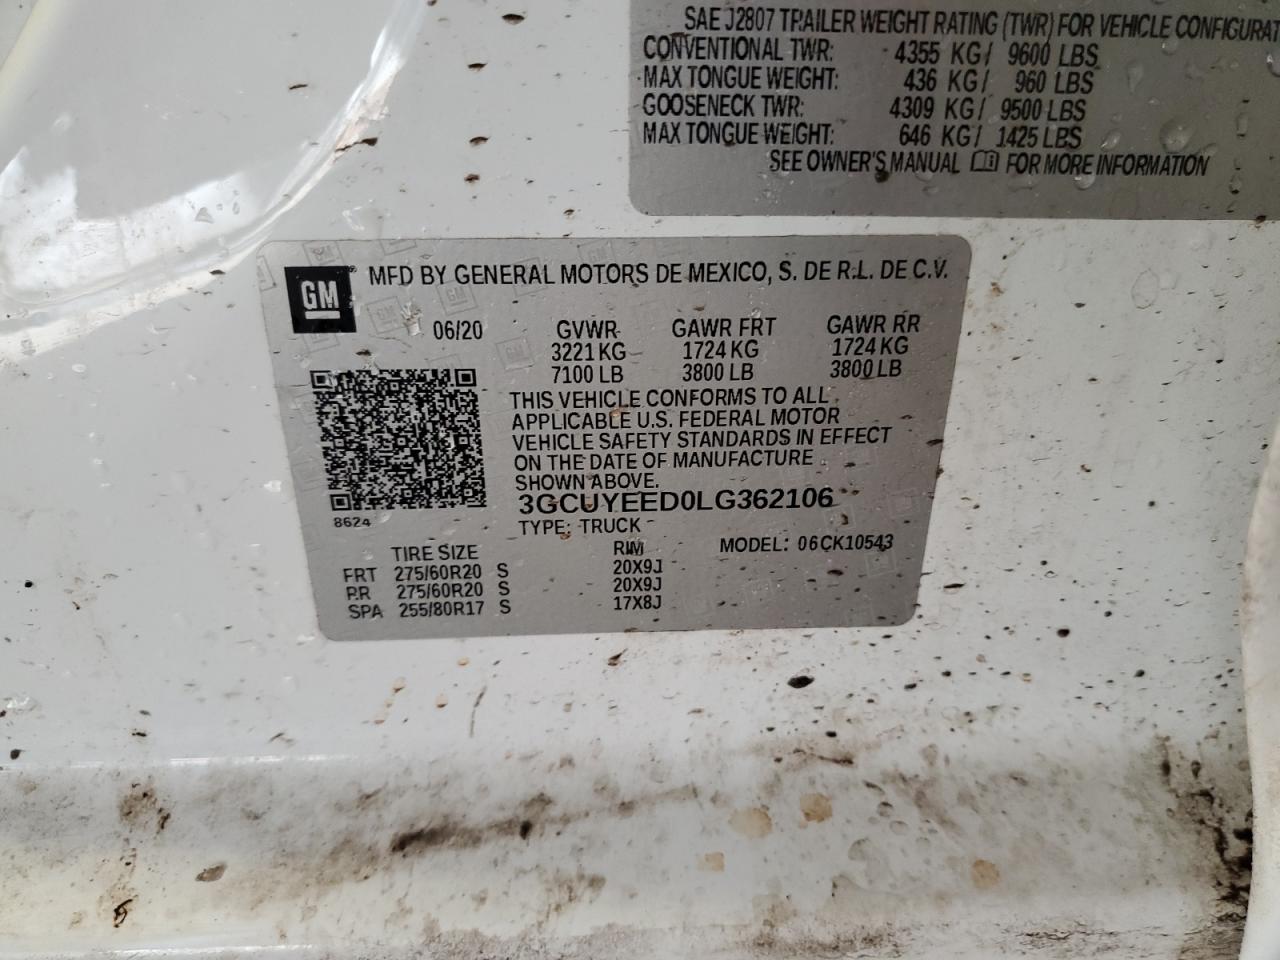 SAE J2807 TRAILER WEIGHT RATING (TWR) FOR VEHICLE CONFIGURAT
CONVENTIONAL TWR: 4355 KG/ 9600 LBS
MAX TONGUE WEIGHT: 436 KG/ 960 LBS
GOOSENECK TWR: 4309 KG/ 9500 LBS
MAX TONGUE WEIGHT: 646 KG/ 1425 LBS
SEE OWNER'S MANUAL FOR MORE INFORMATION
GM
MFD BY GENERAL MOTORS DE MEXICO, S. DE R.L. DE C.V.
06/20 GVWR GAWR FRT GAWR RR
3221 KG 1724 KG 1724 KG
7100 LB 3800 LB 3800 LB
THIS VEHICLE CONFORMS TO ALL
APPLICABLE U.S. FEDERAL MOTOR
VEHICLE SAFETY STANDARDS IN EFFECT
ON THE DATE OF MANUFACTURE
SHOWN ABOVE.
3GCUYEED0LG362106
8624
TYPE: TRUCK
MODEL: 06CK10543
TIRE SIZE RIM
FRT 275/60R20 S 20X9J
RR 275/60R20 S 20X9J
SPA 255/80R17 S 17X8J